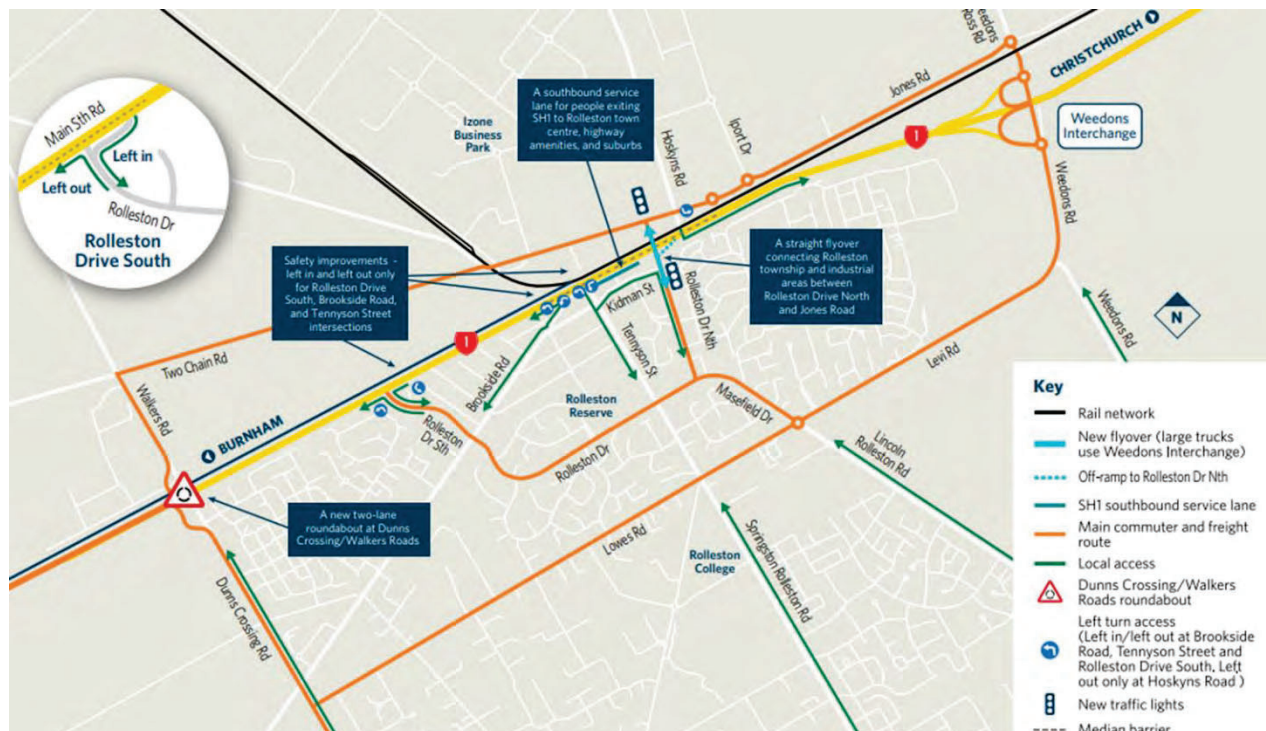 Weedons
Ross Rd
CHRISTCHURCH
Jones Rd
1
Weedons
Interchange
Weedons Rd
Main Sth Rd
Left in
Left out
Rolleston Dr
Rolleston
Drive South
Izone
Business
Park
A southbound service
lane for people exiting
SH1 to Rolleston town
centre, highway
amenities, and suburbs
Hoskyns Rd
Iport Dr
Safety improvements -
left in and left out only
for Rolleston Drive
South, Brookside Road,
and Tennyson Street
intersections
A straight flyover
connecting Rolleston
township and industrial
areas between
Rolleston Drive North
and Jones Road
Kidman St
Rolleston Dr Nth
Tennyson St
1
Two Chain Rd
Walkers Rd
Brookside Rd
Rolleston
Reserve
Masefield Dr
Levi Rd
Weedons Rd
N
BURNHAM
Rolleston
Dr Sth
Rolleston Dr
Lincoln
Rolleston Rd
A new two-lane
roundabout at Dunns
Crossing/Walkers Roads
Lowes Rd
Rolleston
College
Springston Rolleston Rd
Dunns Crossing Rd
Key
Rail network
New flyover (large trucks
use Weedons Interchange)
Off-ramp to Rolleston Dr Nth
SH1 southbound service lane
Main commuter and freight
route
Local access
Dunns Crossing/Walkers
Roads roundabout
Left turn access
(Left in/left out at Brookside
Road, Tennyson Street and
Rolleston Drive South. Left
out only at Hoskyns Road )
New traffic lights
Median barrier